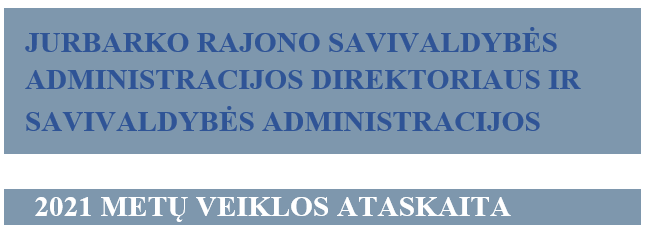 JURBARKO RAJONO SAVIVALDYBĖS
ADMINISTRACIJOS DIREKTORIAUS IR
SAVIVALDYBĖS ADMINISTRACIJOS
2021 METŲ VEIKLOS ATASKAITA